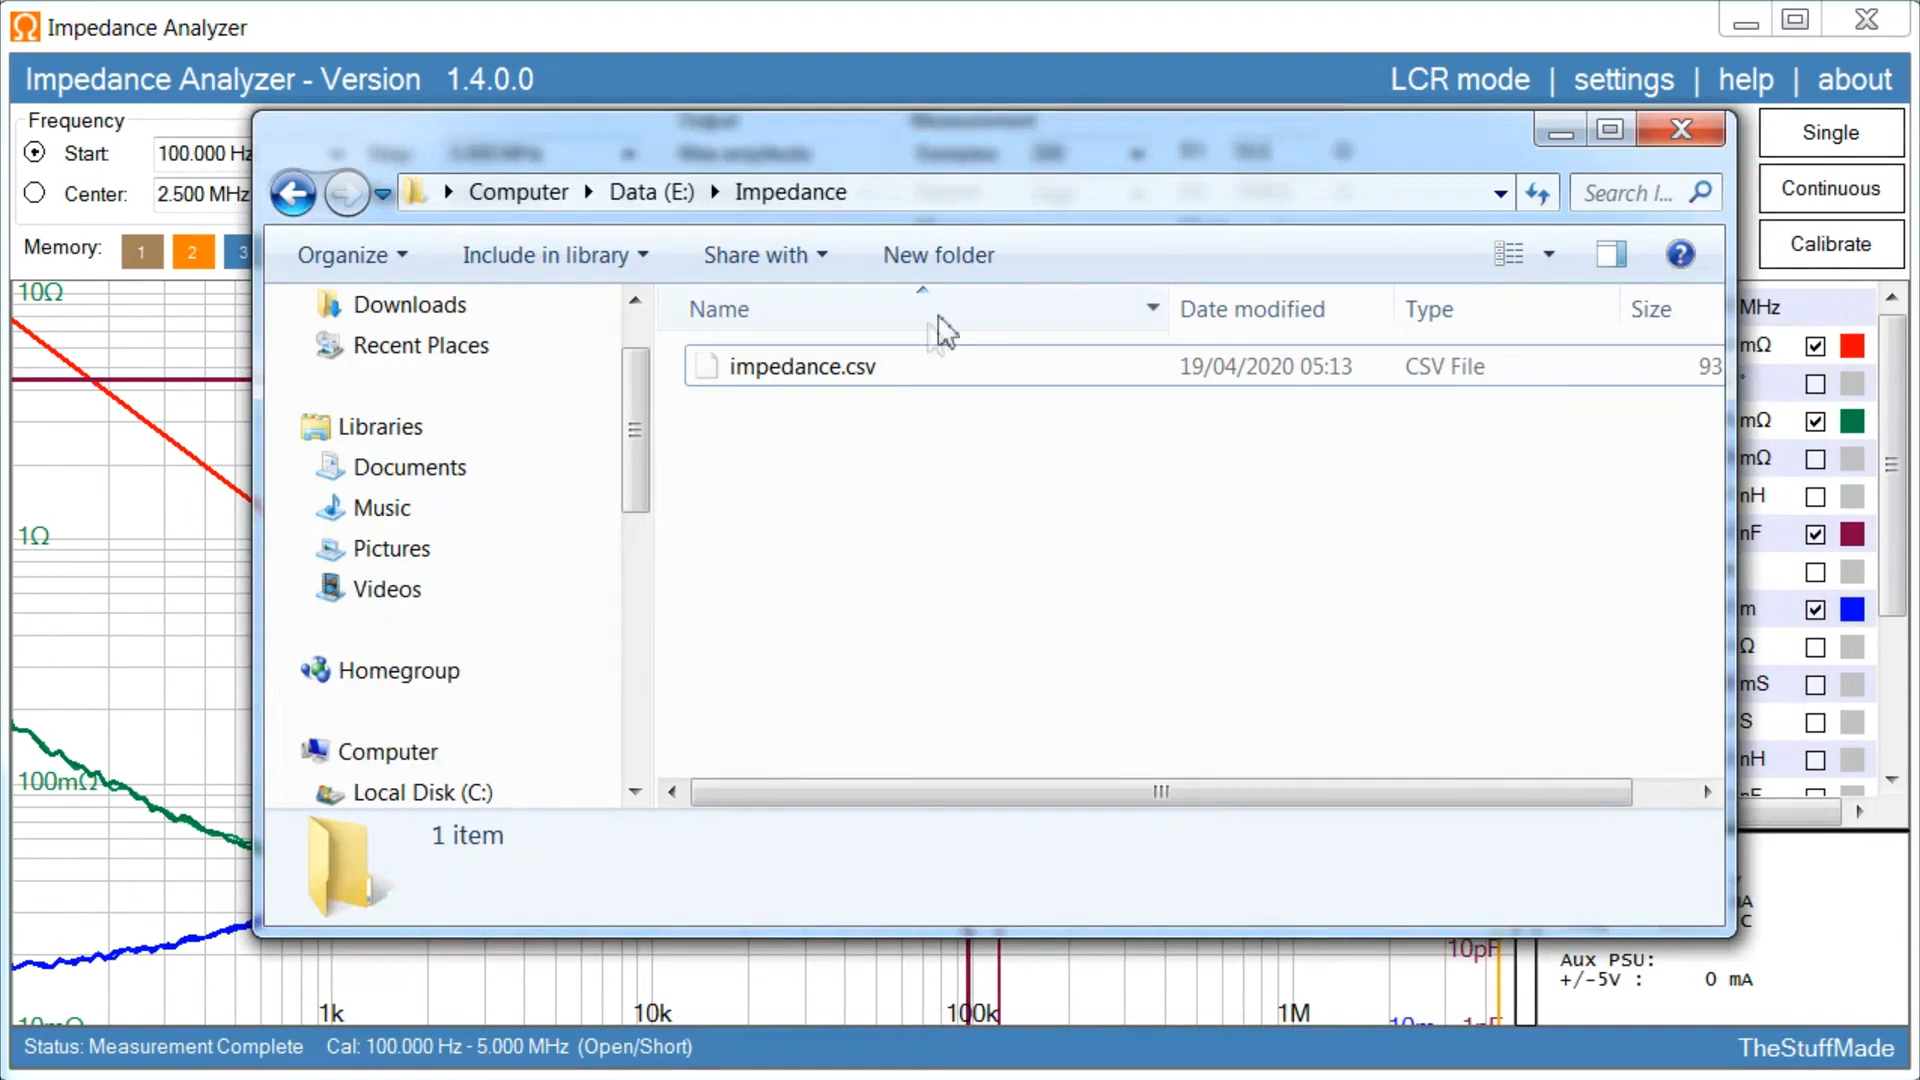 Impedance Analyzer
Impedance Analyzer - Version 1.4.0.0
LCR mode | settings | help | about
Frequency
Start: 100.000 Hz
Center: 2.500 MHz
Memory: 1 2 3
Single
Continuous
Calibrate
Computer Data (E:) Impedance
Search I...
Organize Include in library Share with New folder
Name Date modified Type Size
impedance.csv 19/04/2020 05:13 CSV File 93
Downloads
Recent Places
Libraries
Documents
Music
Pictures
Videos
Homegroup
Computer
Local Disk (C:)
1 item
10Ω
1Ω
100mΩ
MHz
mΩ
°
mΩ
mΩ
nH
nF
m
Ω
mS
S
nH
nF
Aux PSU:
+/-5V : 0 mA
10pF
1k 10k 100k 1M
Status: Measurement Complete Cal: 100.000 Hz - 5.000 MHz (Open/Short)
TheStuffMade